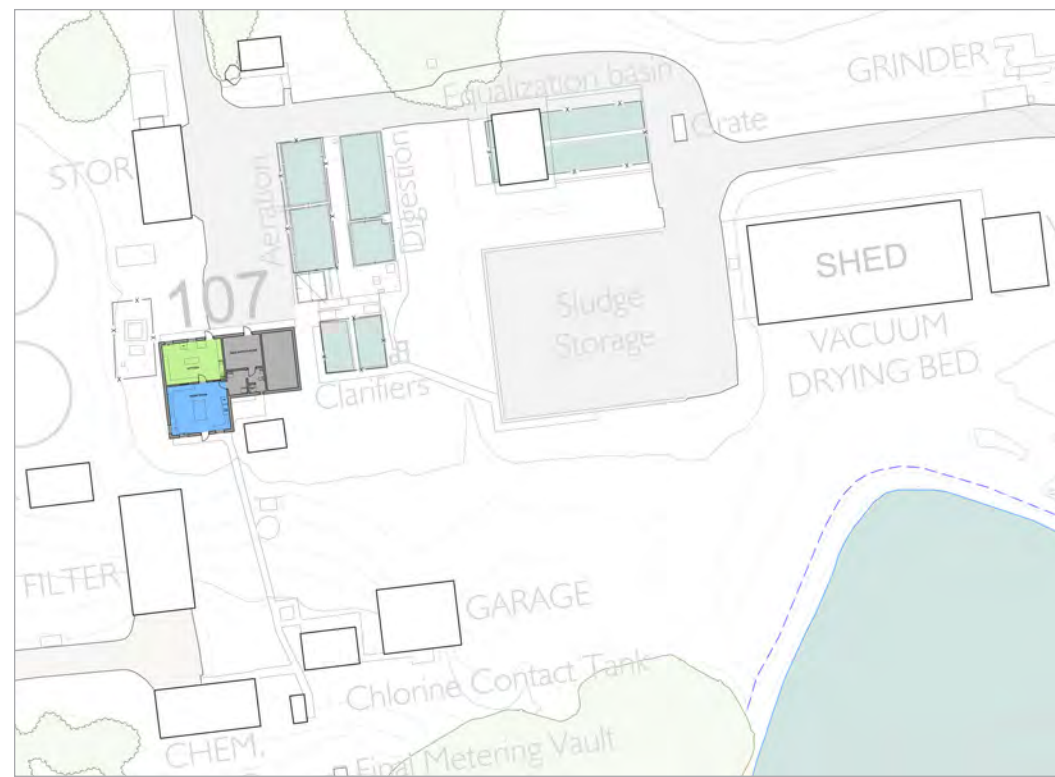 GRINDER
Equalization basin
Grate
STOR
Aeration
Digestion
SHED
107
Sludge
Storage
VACUUM
DRYING BED
Clarifiers
FILTER
GARAGE
Chlorine Contact Tank
CHEM.
Final Metering Vault